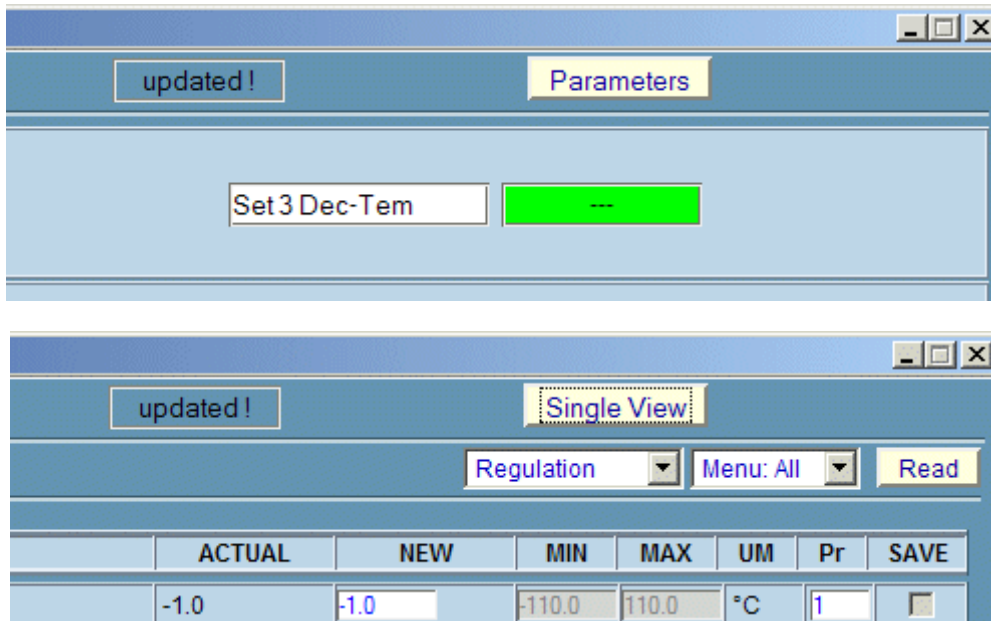 updated !
Parameters
Set 3 Dec-Tem
---
updated !
Single View
Regulation
Menu: All
Read
ACTUAL NEW MIN MAX UM Pr SAVE
-1.0 -1.0 -110.0 110.0 °C 1